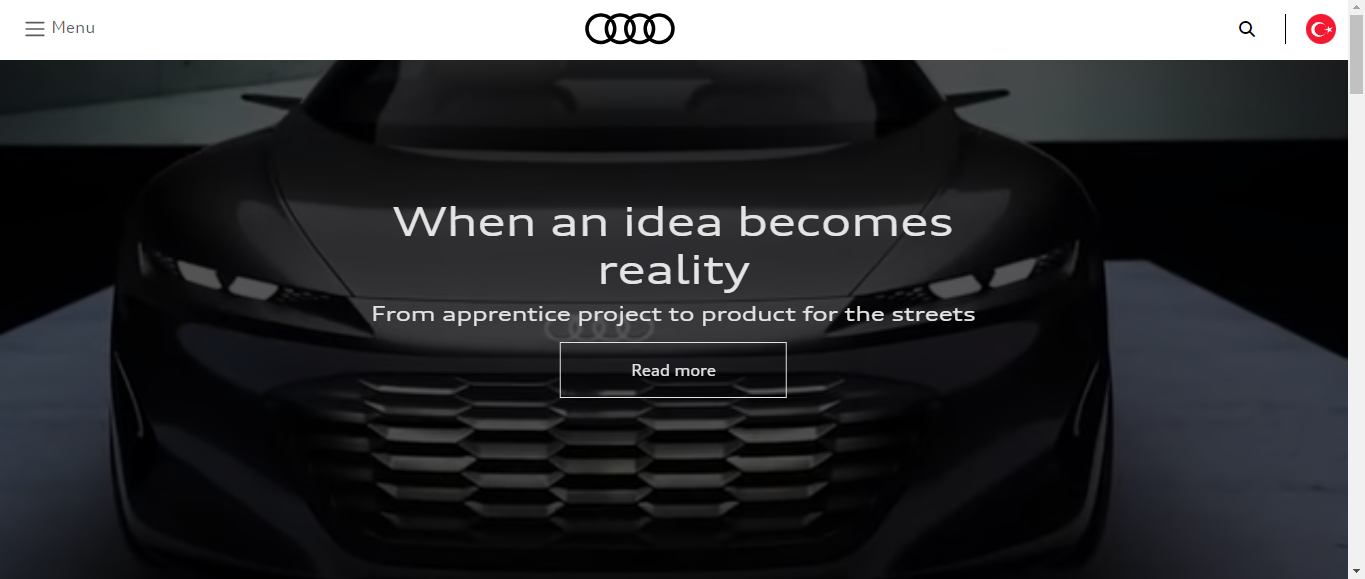 Menu
When an idea becomes
reality
From apprentice project to product for the streets
Read more